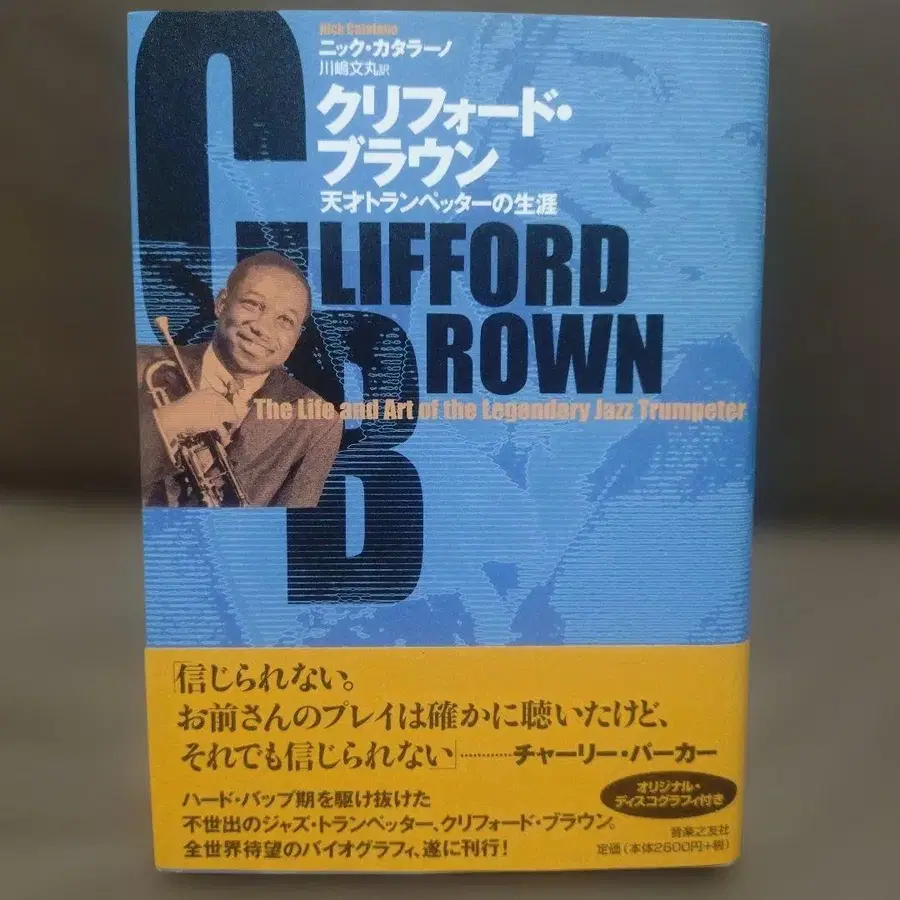 Nick Catalano
ニック・カタラーノ
川嶋文丸訳
クリフォード・
ブラウン
天才トランペッターの生涯
CLIFFORD
BROWN
The Life and Art of the Legendary Jazz Trumpeter
「信じられない。
お前さんのプレイは確かに聴いたけど、
それでも信じられない」…………チャーリー・パーカー
ハード・バップ期を駆け抜けた
不世出のジャズ・トランペッター、クリフォード・ブラウン。
全世界待望のバイオグラフィ、遂に刊行!
オリジナル・
ディスコグラフィ付き
音楽之友社
定価(本体2600円+税)